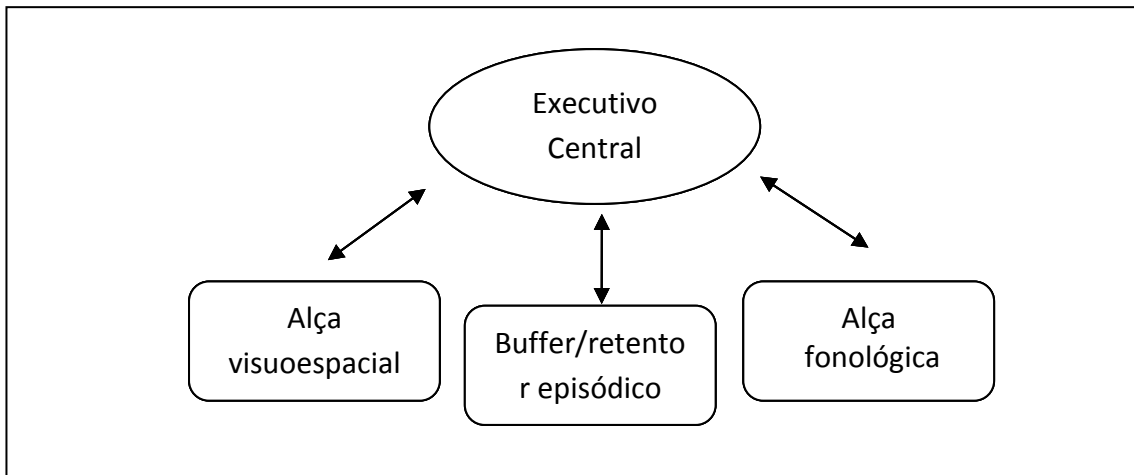 Executivo
Central
Alça
visuoespacial
Buffer/retento
r episódico
Alça
fonológica